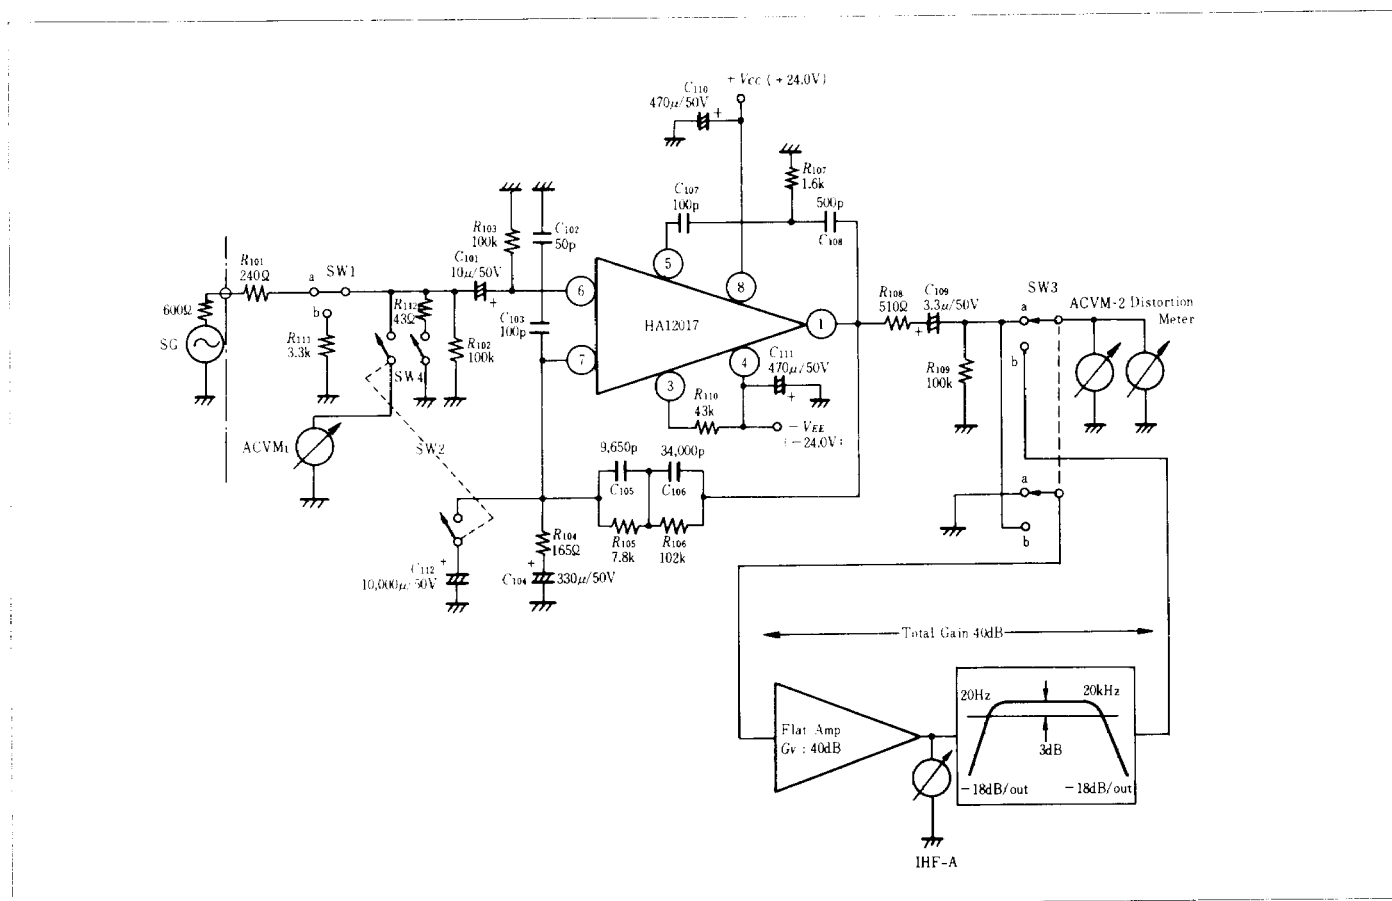 + VCC ( + 24.0V)
C110
470μ/50V
+
R107
1.6k
C107
100p
500p
C108
R103
100k
C102
50p
C101
10μ/50V
+
R101
240Ω
a
SW1
b
R111
3.3k
600Ω
SG
R112
43Ω
R102
100k
SW4
C103
100p
5
6
7
8
HA12017
1
3
4
C111
470μ/50V
+
R110
43k
− VEE
(−24.0V)
R108
510Ω
C109
3.3μ/50V
+
R109
100k
SW3
a
b
ACVM-2 Distortion
Meter
a
b
ACVM1
SW2
9,650p
C105
34,000p
C106
R105
7.8k
R106
102k
R104
165Ω
+
C104
330μ/50V
+
C112
10,000μ/50V
Total Gain 40dB
Flat Amp
Gv : 40dB
20Hz
20kHz
3dB
−18dB/out
−18dB/out
IHF-A